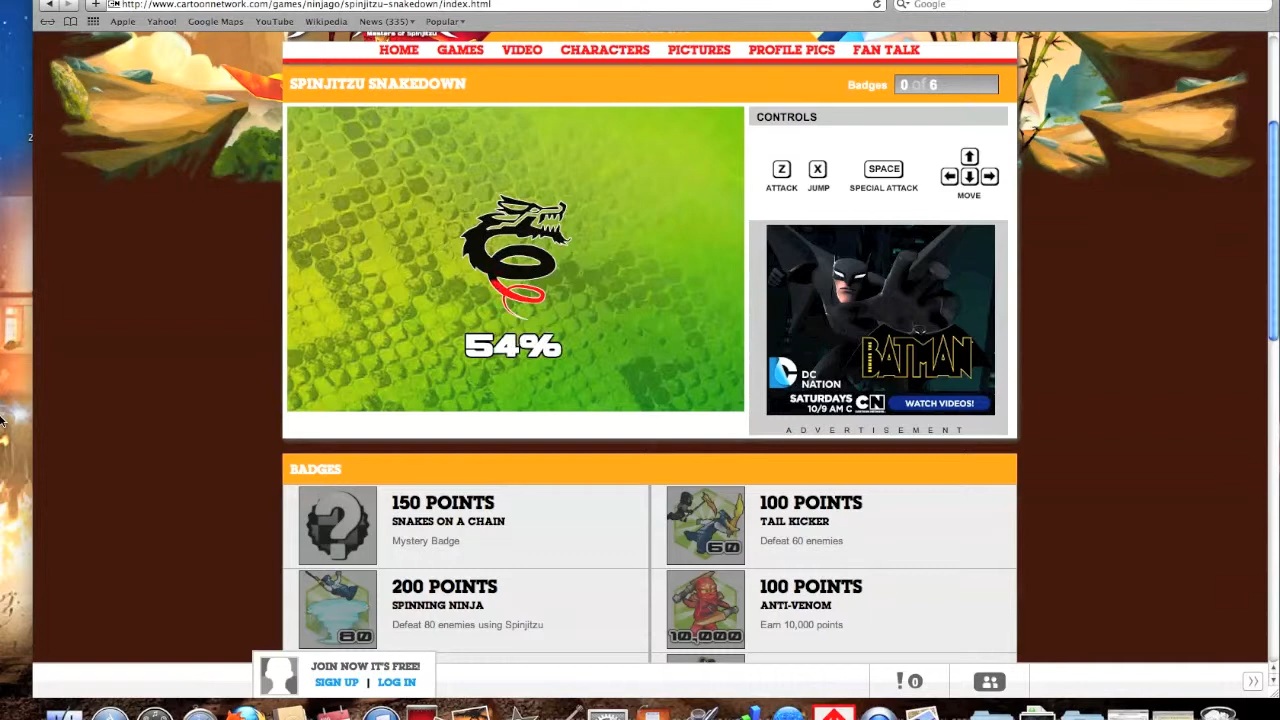 http://www.cartoonnetwork.com/games/ninjago/spinjitzu-snakedown/index.html
Google
Apple Yahoo! Google Maps YouTube Wikipedia News (335) Popular
Masters of Spinjitzu
HOME GAMES VIDEO CHARACTERS PICTURES PROFILE PICS FAN TALK
SPINJITZU SNAKEDOWN
Badges 0 of 6
CONTROLS
Z X SPACE
ATTACK JUMP SPECIAL ATTACK
MOVE
54%
BATMAN
DC
NATION
SATURDAYS
10/9 AM C CN WATCH VIDEOS!
ADVERTISEMENT
BADGES
150 POINTS
SNAKES ON A CHAIN
Mystery Badge
?
100 POINTS
TAIL KICKER
Defeat 60 enemies
60
200 POINTS
SPINNING NINJA
Defeat 80 enemies using Spinjitzu
80
100 POINTS
ANTI-VENOM
Earn 10,000 points
10,000
JOIN NOW IT'S FREE!
SIGN UP | LOG IN
! 0